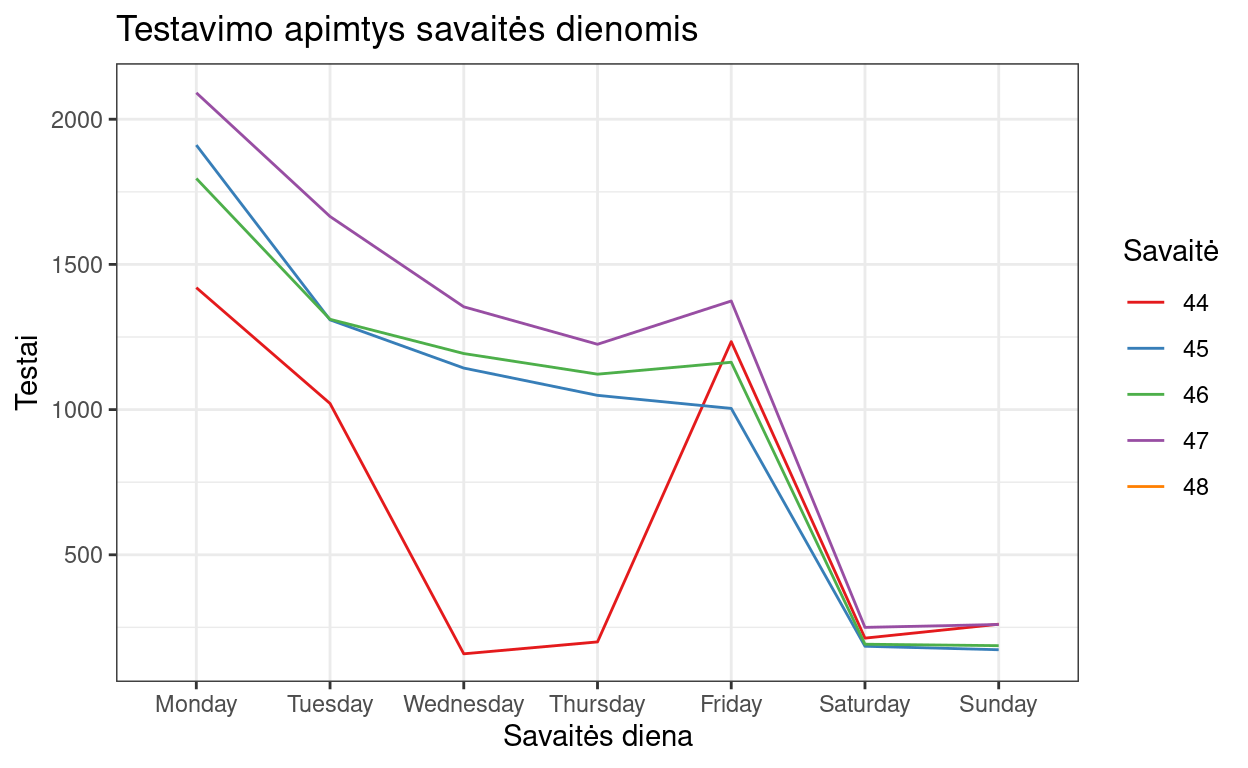 Testavimo apimtys savaitės dienomis
Testai
2000
1500
1000
500
Monday Tuesday Wednesday Thursday Friday Saturday Sunday
Savaitės diena
Savaitė
44
45
46
47
48